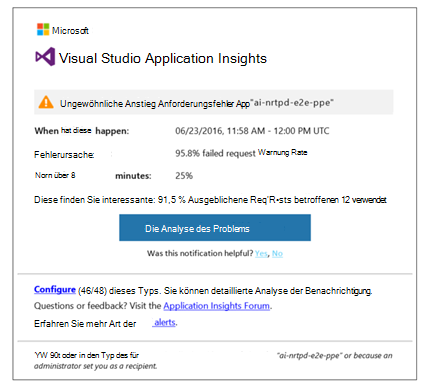 Microsoft
Visual Studio Application Insights
Ungewöhnliche Anstieg Anforderungsfehler App "ai-nrtpd-e2e-ppe"
When hat diese happen: 06/23/2016, 11:58 AM - 12:00 PM UTC
Fehlerursache: 95.8% failed request Warnung Rate
Norn über 8 minutes: 25%
Diese finden Sie interessante: 91,5 % Ausgeblichene Req'R•sts betroffenen 12 verwendet
Die Analyse des Problems
Was this notification helpful? Yes, No
Configure (46/48) dieses Typs. Sie können detaillierte Analyse der Benachrichtigung.
Questions or feedback? Visit the Application Insights Forum.
Erfahren Sie mehr Art der alerts.
YW 90t oder in den Typ des für "ai-nrtpd-e2e-ppe" or because an
administrator set you as a recipient.